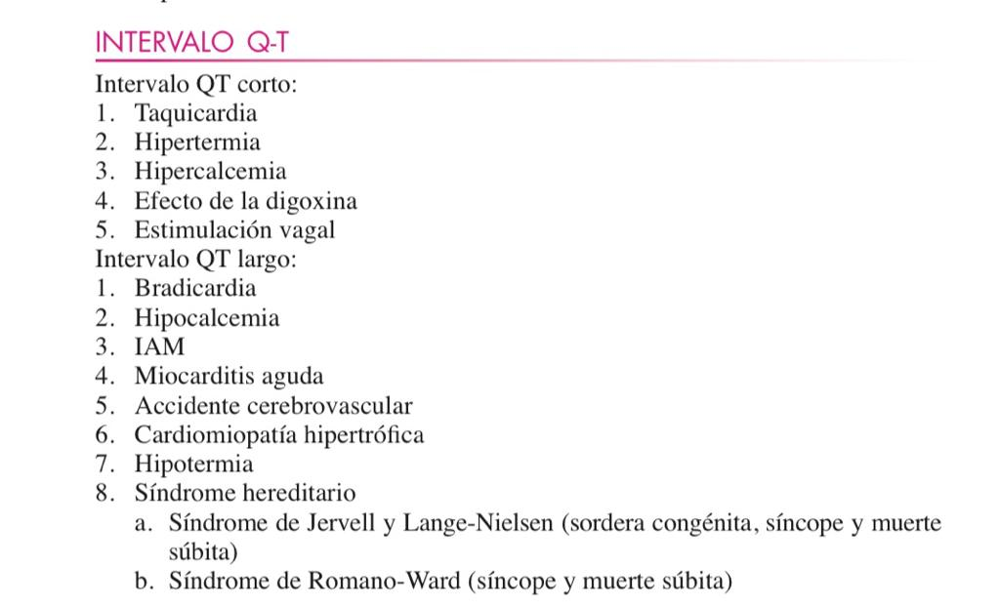 INTERVALO Q-T
Intervalo QT corto:
1. Taquicardia
2. Hipertermia
3. Hipercalcemia
4. Efecto de la digoxina
5. Estimulación vagal
Intervalo QT largo:
1. Bradicardia
2. Hipocalcemia
3. IAM
4. Miocarditis aguda
5. Accidente cerebrovascular
6. Cardiomiopatía hipertrófica
7. Hipotermia
8. Síndrome hereditario
a. Síndrome de Jervell y Lange-Nielsen (sordera congénita, síncope y muerte
súbita)
b. Síndrome de Romano-Ward (síncope y muerte súbita)